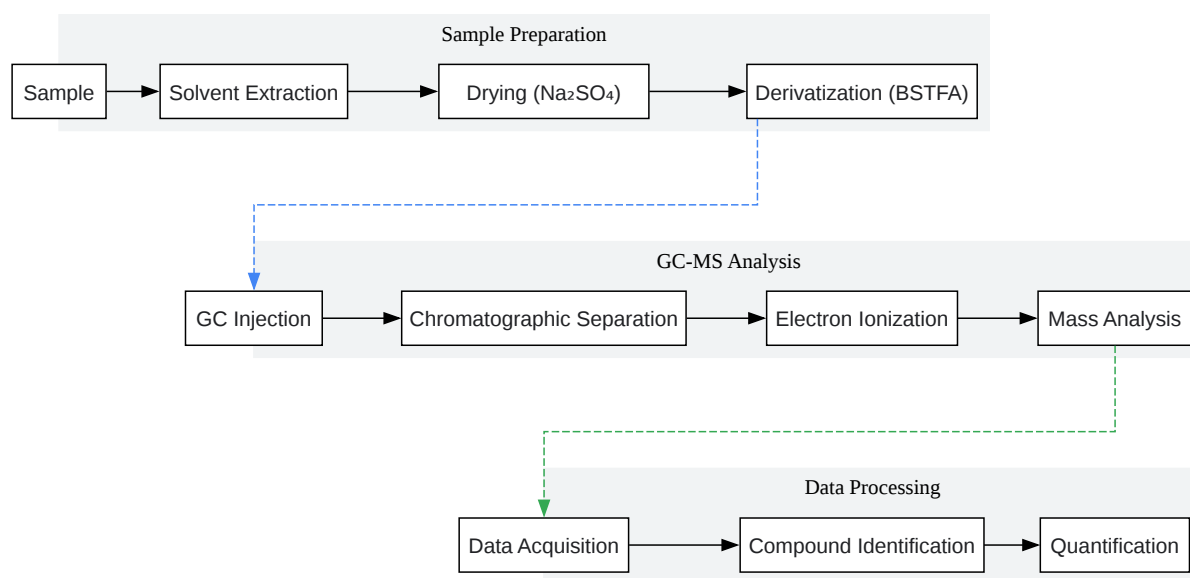 Sample Preparation
Sample
Solvent Extraction
Drying (Na₂SO₄)
Derivatization (BSTFA)
GC-MS Analysis
GC Injection
Chromatographic Separation
Electron Ionization
Mass Analysis
Data Processing
Data Acquisition
Compound Identification
Quantification